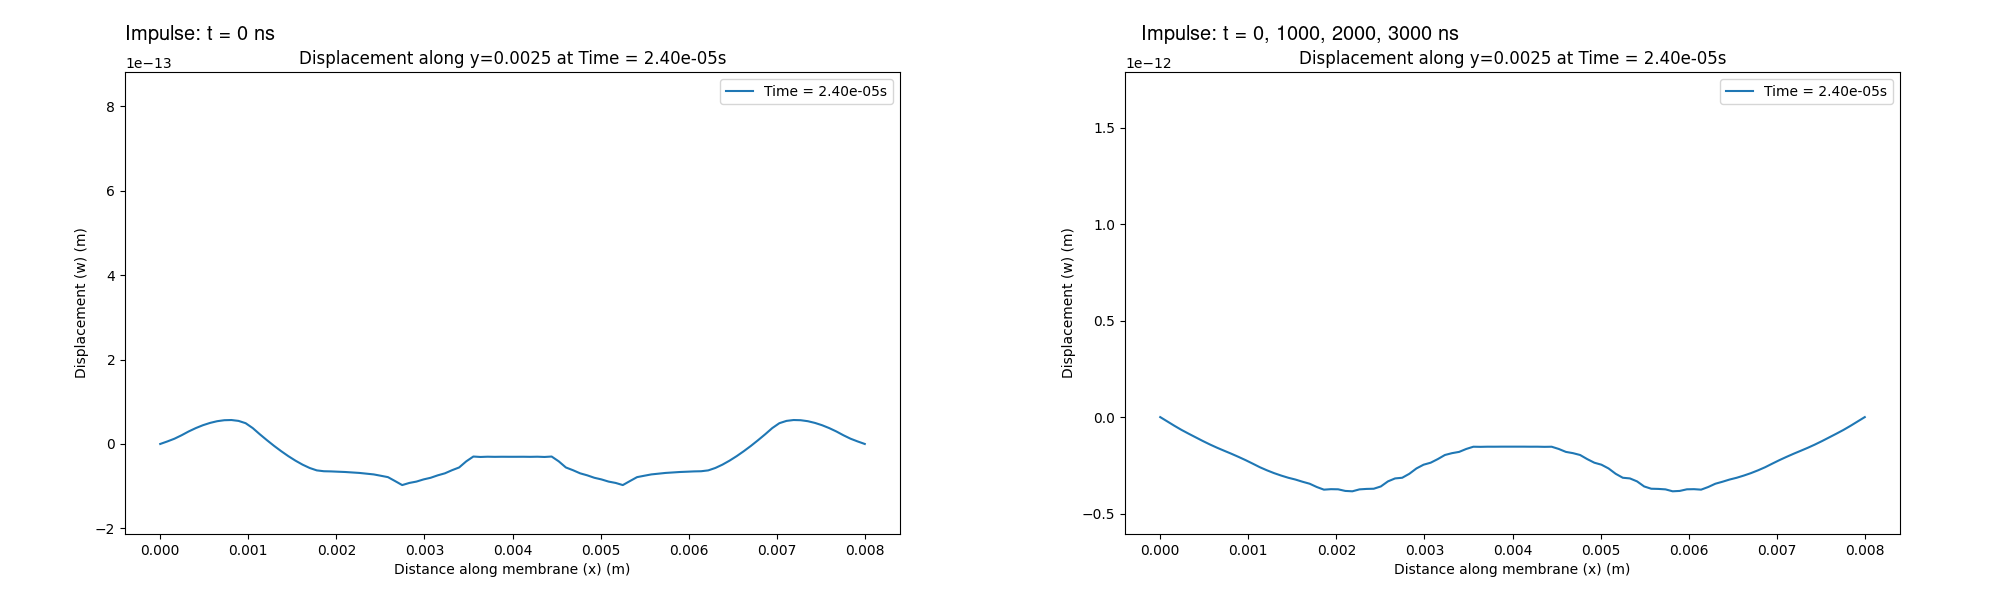 Impulse: t = 0 ns
Displacement along y=0.0025 at Time = 2.40e-05s
1e−13
Time = 2.40e-05s
8
6
4
2
0
−2
Displacement (w) (m)
0.000 0.001 0.002 0.003 0.004 0.005 0.006 0.007 0.008
Distance along membrane (x) (m)
Impulse: t = 0, 1000, 2000, 3000 ns
Displacement along y=0.0025 at Time = 2.40e-05s
1e−12
Time = 2.40e-05s
1.5
1.0
0.5
0.0
−0.5
Displacement (w) (m)
0.000 0.001 0.002 0.003 0.004 0.005 0.006 0.007 0.008
Distance along membrane (x) (m)